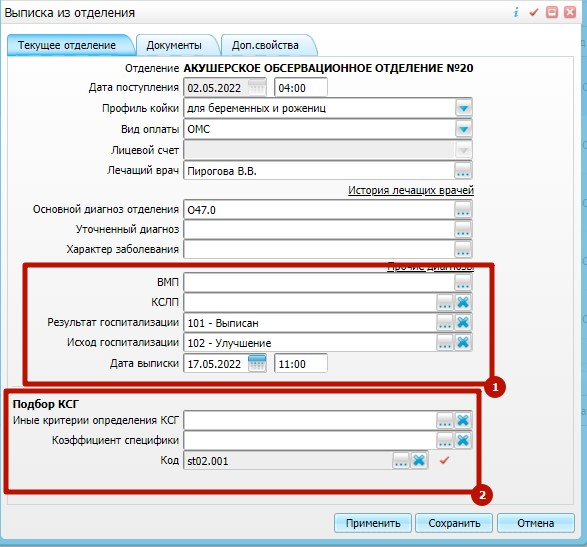 Выписка из отделения
Текущее отделение Документы Доп.свойства
Отделение АКУШЕРСКОЕ ОБСЕРВАЦИОННОЕ ОТДЕЛЕНИЕ №20
Дата поступления 02.05.2022 04:00
Профиль койки для беременных и рожениц
Вид оплаты ОМС
Лицевой счет
Лечащий врач Пирогова В.В.
История лечащих врачей
Основной диагноз отделения O47.0
Уточненный диагноз
Характер заболевания
Прочие диагнозы
ВМП
КСЛП
Результат госпитализации 101 - Выписан
Исход госпитализации 102 - Улучшение
Дата выписки 17.05.2022 11:00
1
Подбор КСГ
Иные критерии определения КСГ
Коэффициент специфики
Код st02.001
2
Применить Сохранить Отмена